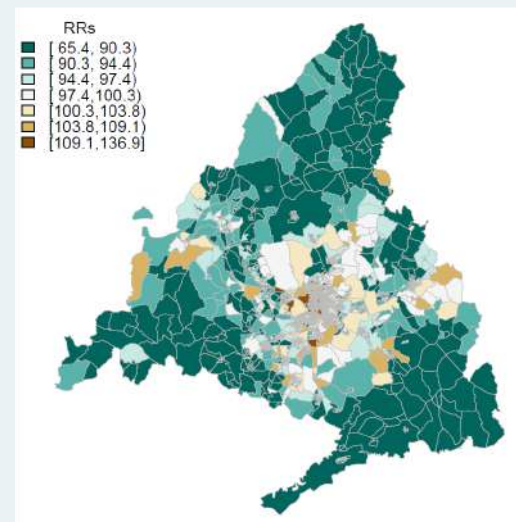 RRs
[ 65.4, 90.3)
[ 90.3, 94.4)
[ 94.4, 97.4)
[ 97.4,100.3)
[100.3,103.8)
[103.8,109.1)
[109.1,136.9]